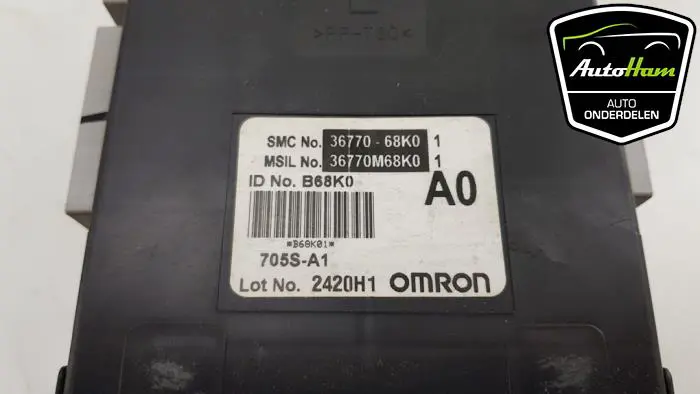 >PP-T30<
AutoHam
AUTO
ONDERDELEN
SMC No. 36770 - 68K0 1
MSIL No. 36770M68K0 1
ID No. B68K0
A0
*B68K01*
705S-A1
Lot No. 2420H1 OMRON